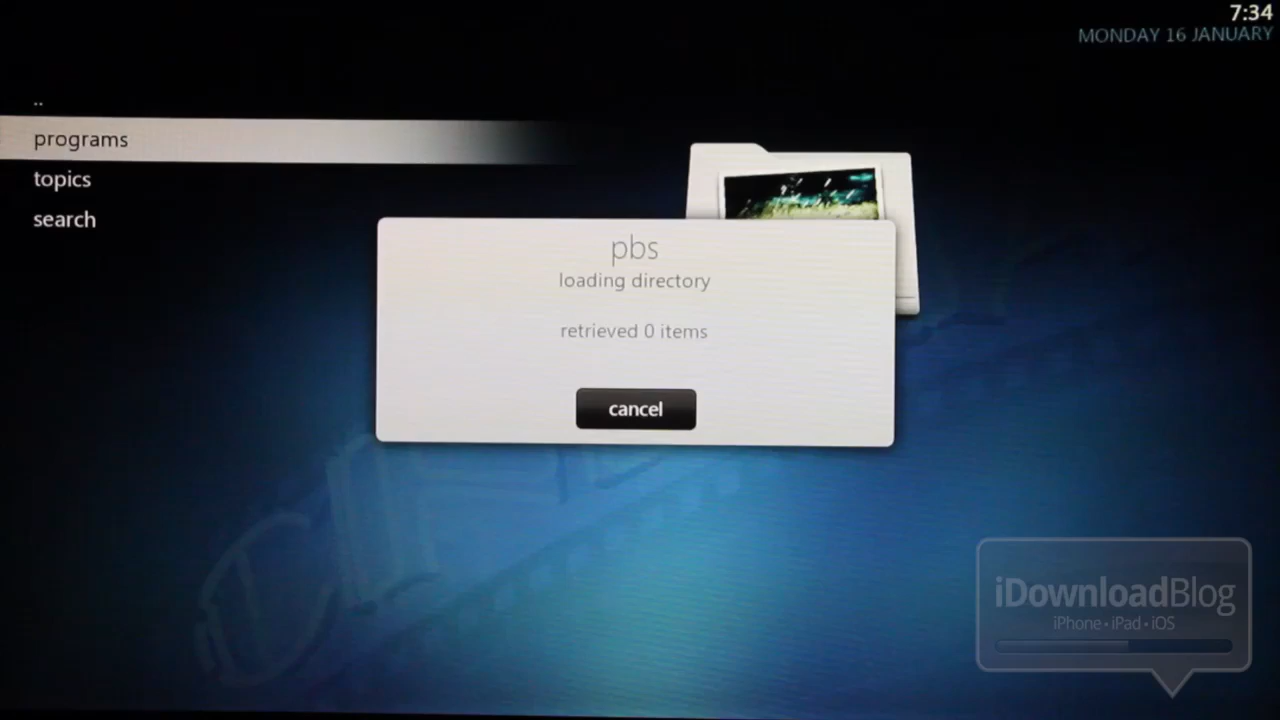 7:34
MONDAY 16 JANUARY
..
programs
topics
search
pbs
loading directory
retrieved 0 items
cancel
iDownloadBlog
iPhone • iPad • iOS